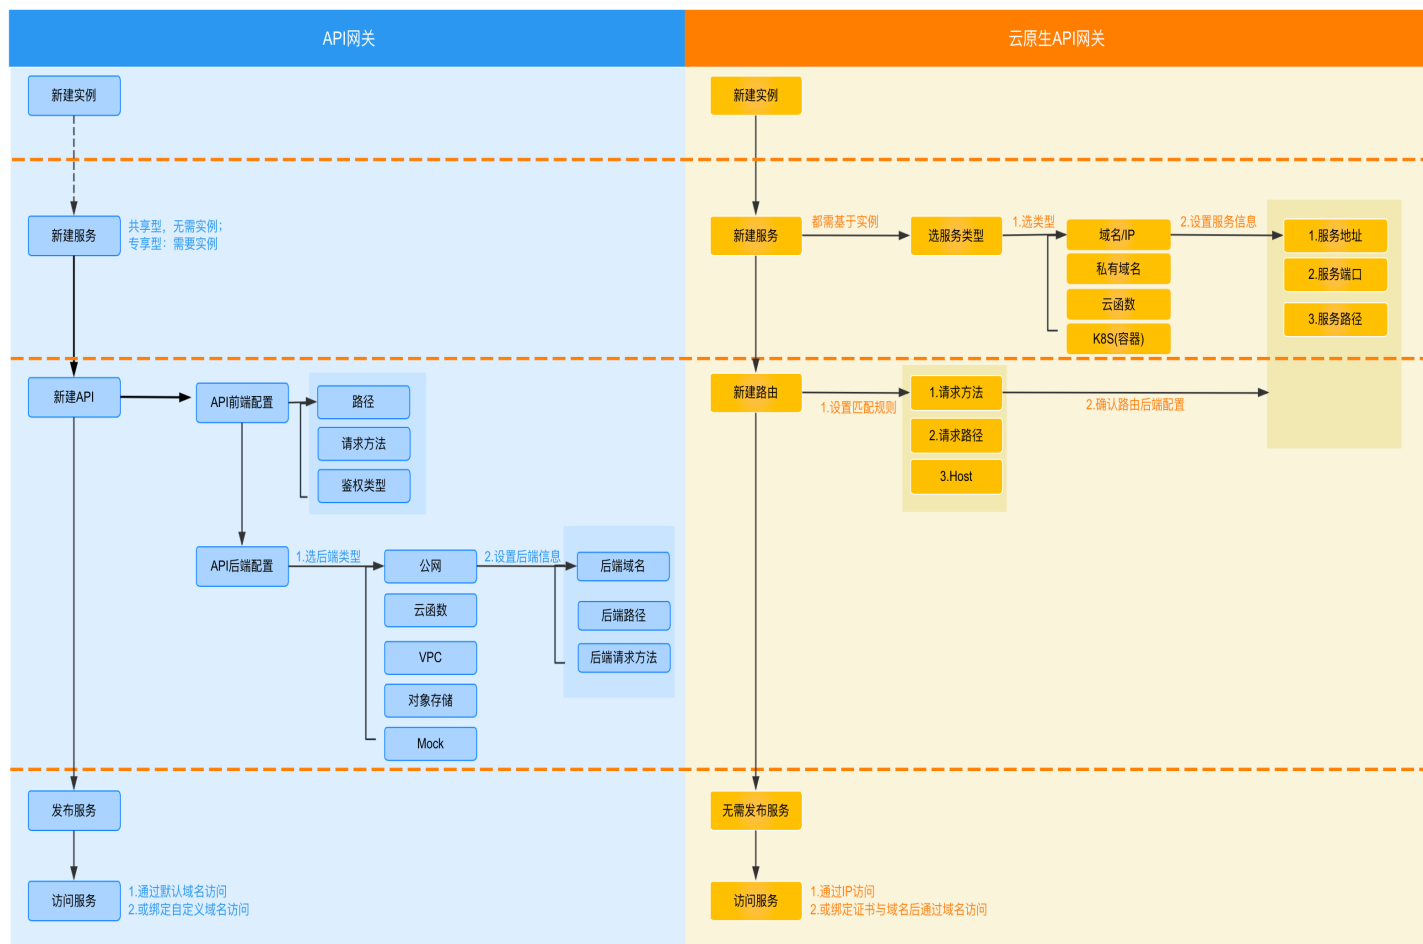 API网关
云原生API网关
新建实例
新建实例
新建服务
共享型，无需实例；
专享型：需要实例
新建服务
都需基于实例
选服务类型
1.选类型
域名/IP
私有域名
云函数
K8S(容器)
2.设置服务信息
1.服务地址
2.服务端口
3.服务路径
新建API
API前端配置
路径
请求方法
鉴权类型
API后端配置
1.选后端类型
公网
云函数
VPC
对象存储
Mock
2.设置后端信息
后端域名
后端路径
后端请求方法
新建路由
1.设置匹配规则
1.请求方法
2.请求路径
3.Host
2.确认路由后端配置
发布服务
无需发布服务
访问服务
1.通过默认域名访问
2.或绑定自定义域名访问
访问服务
1.通过IP访问
2.或绑定证书与域名后通过域名访问